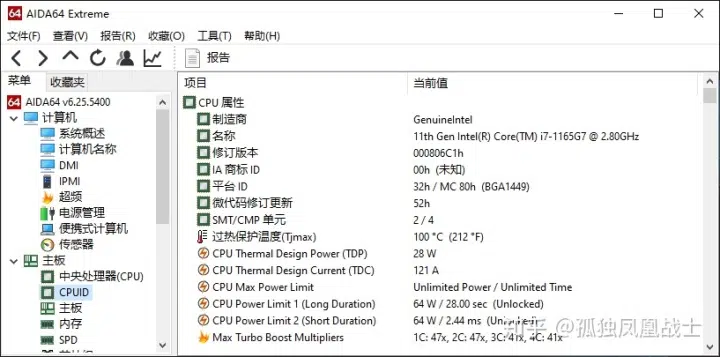 AIDA64 Extreme
文件(F) 查看(V) 报告(R) 收藏(O) 工具(T) 帮助(H)
报告
菜单 收藏夹
AIDA64 v6.25.5400
计算机
系统概述
计算机名称
DMI
IPMI
超频
电源管理
便携式计算机
传感器
主板
中央处理器(CPU)
CPUID
主板
内存
SPD
项目 当前值
CPU 属性
制造商 GenuineIntel
名称 11th Gen Intel(R) Core(TM) i7-1165G7 @ 2.80GHz
修订版本 000806C1h
IA 商标 ID 00h (未知)
平台 ID 32h / MC 80h (BGA1449)
微代码修订更新 52h
SMT/CMP 单元 2 / 4
过热保护温度(Tjmax) 100 °C (212 °F)
CPU Thermal Design Power (TDP) 28 W
CPU Thermal Design Current (TDC) 121 A
CPU Max Power Limit Unlimited Power / Unlimited Time
CPU Power Limit 1 (Long Duration) 64 W / 28.00 sec (Unlocked)
CPU Power Limit 2 (Short Duration) 64 W / 2.44 ms (Unlocked)
Max Turbo Boost Multipliers 1C: 47x, 2C: 47x, 3C: 41x, 4C: 41x
知乎 @孤独凤凰战士